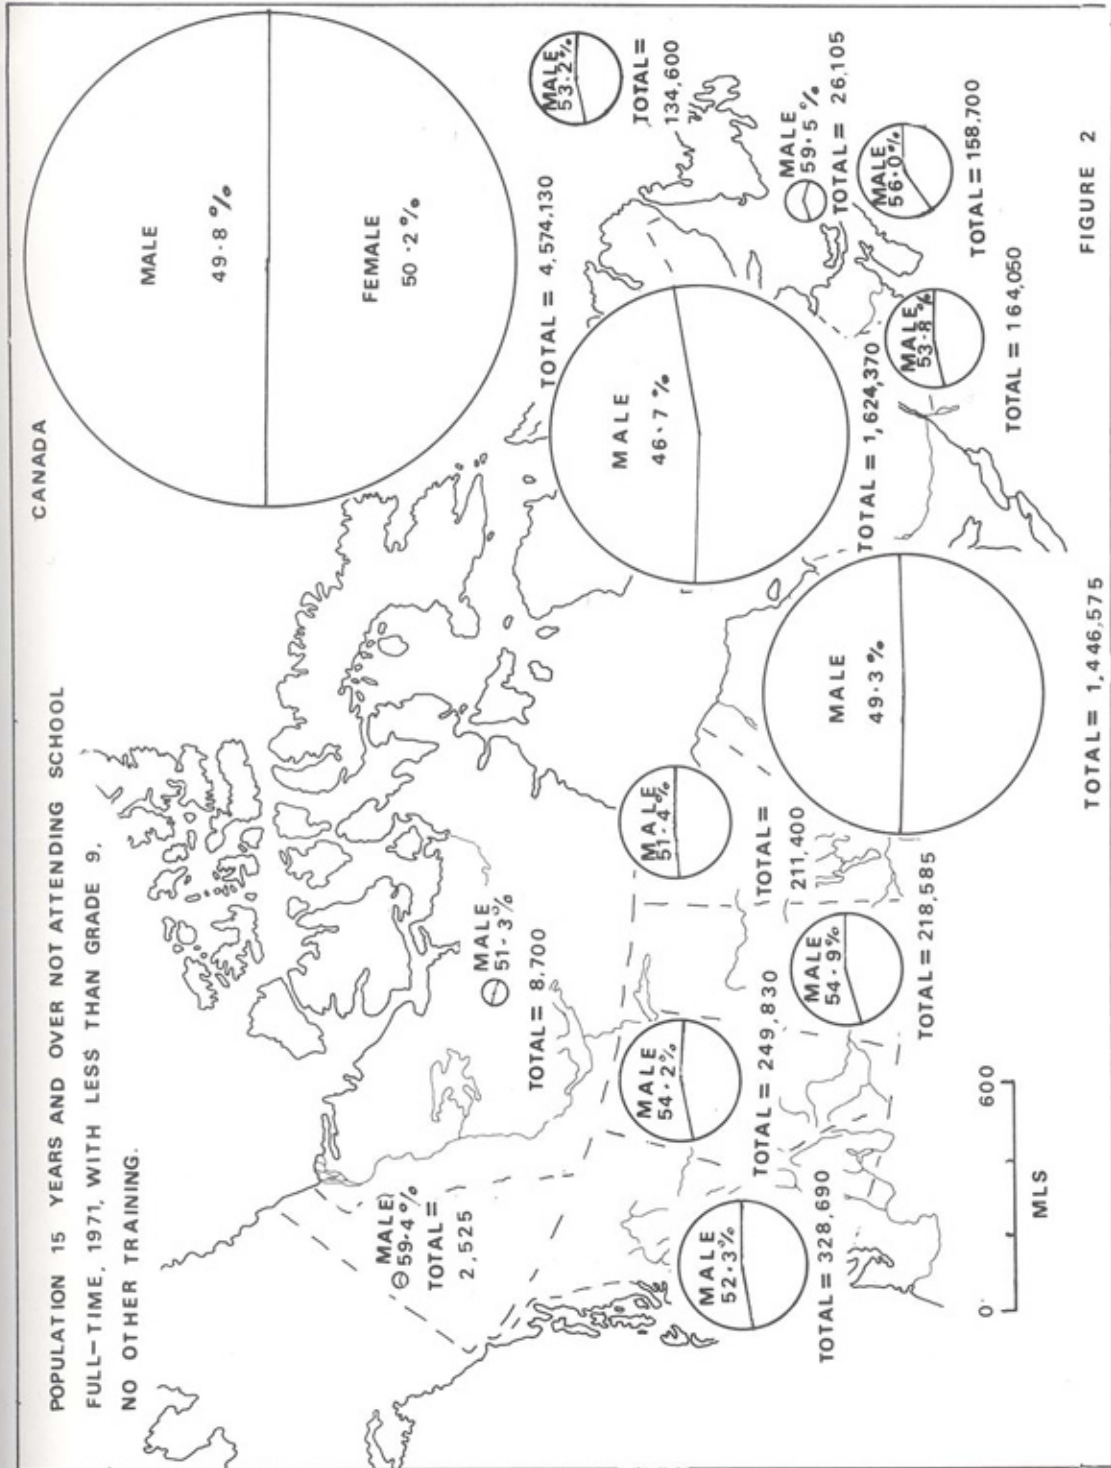 POPULATION 15 YEARS AND OVER NOT ATTENDING SCHOOL
FULL-TIME, 1971, WITH LESS THAN GRADE 9,
NO OTHER TRAINING.
CANADA
MALE
49.8 %
FEMALE
50.2 %
TOTAL = 4,574,130
MALE
53.2%
TOTAL =
134,600
MALE
59.5 %
TOTAL = 26,105
MALE
56.0%
TOTAL = 158,700
MALE
53.8 %
TOTAL = 164,050
MALE
46.7 %
TOTAL = 1,624,370
MALE
49.3 %
TOTAL = 1,446,575
MALE
51.4 %
TOTAL =
211,400
MALE
54.9%
TOTAL = 218,585
MALE
54.2%
TOTAL = 249,830
MALE
52.3%
TOTAL = 328,690
MALE
51.3%
TOTAL = 8,700
MALE
59.4%
TOTAL =
2,525
0 600
MLS
FIGURE 2